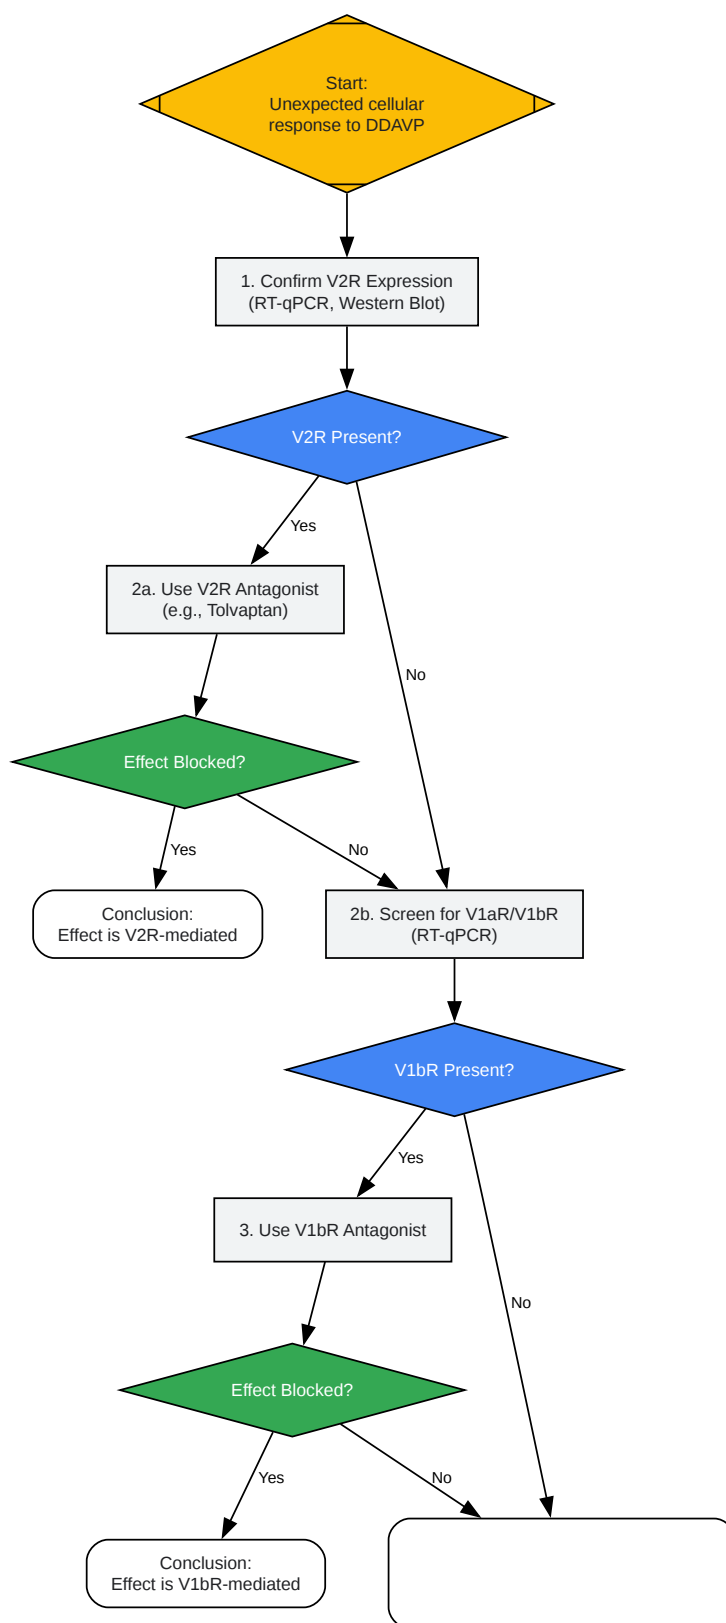 Start:
Unexpected cellular
response to DDAVP
1. Confirm V2R Expression
(RT-qPCR, Western Blot)
V2R Present?
Yes
2a. Use V2R Antagonist
(e.g., Tolvaptan)
No
Effect Blocked?
Yes
No
Conclusion:
Effect is V2R-mediated
2b. Screen for V1aR/V1bR
(RT-qPCR)
V1bR Present?
Yes
3. Use V1bR Antagonist
No
Effect Blocked?
Yes
No
Conclusion:
Effect is V1bR-mediated